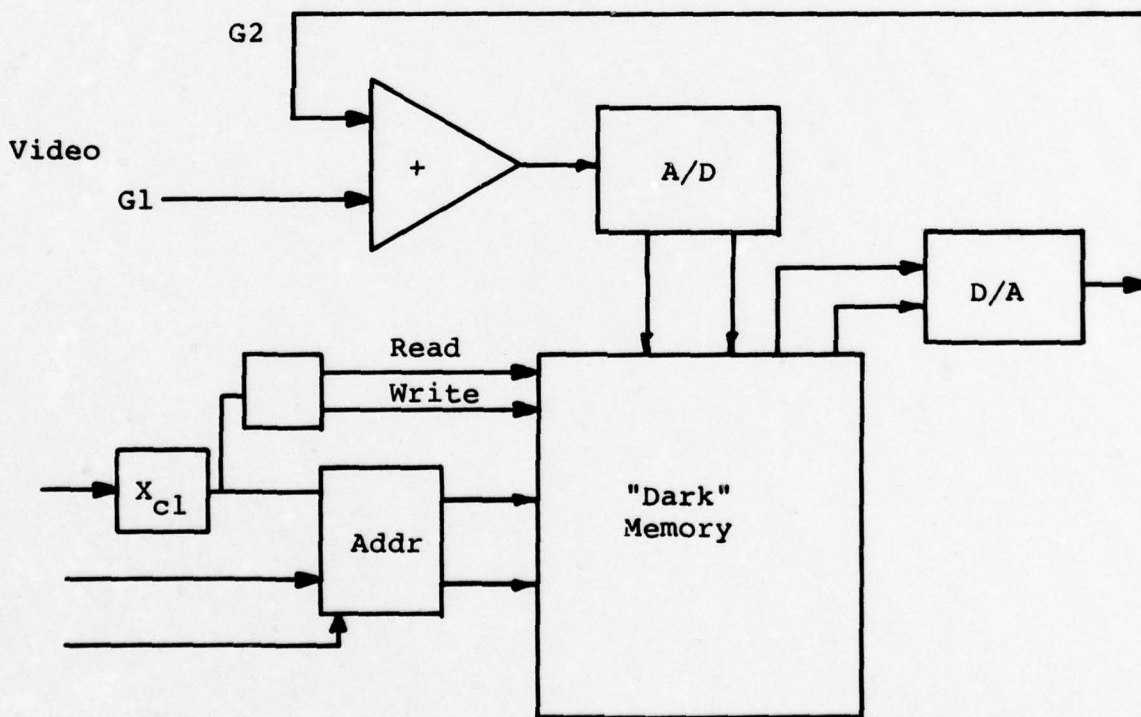 G2
Video
+
A/D
G1
D/A
Read
Write
X
cl
"Dark"
Memory
Addr